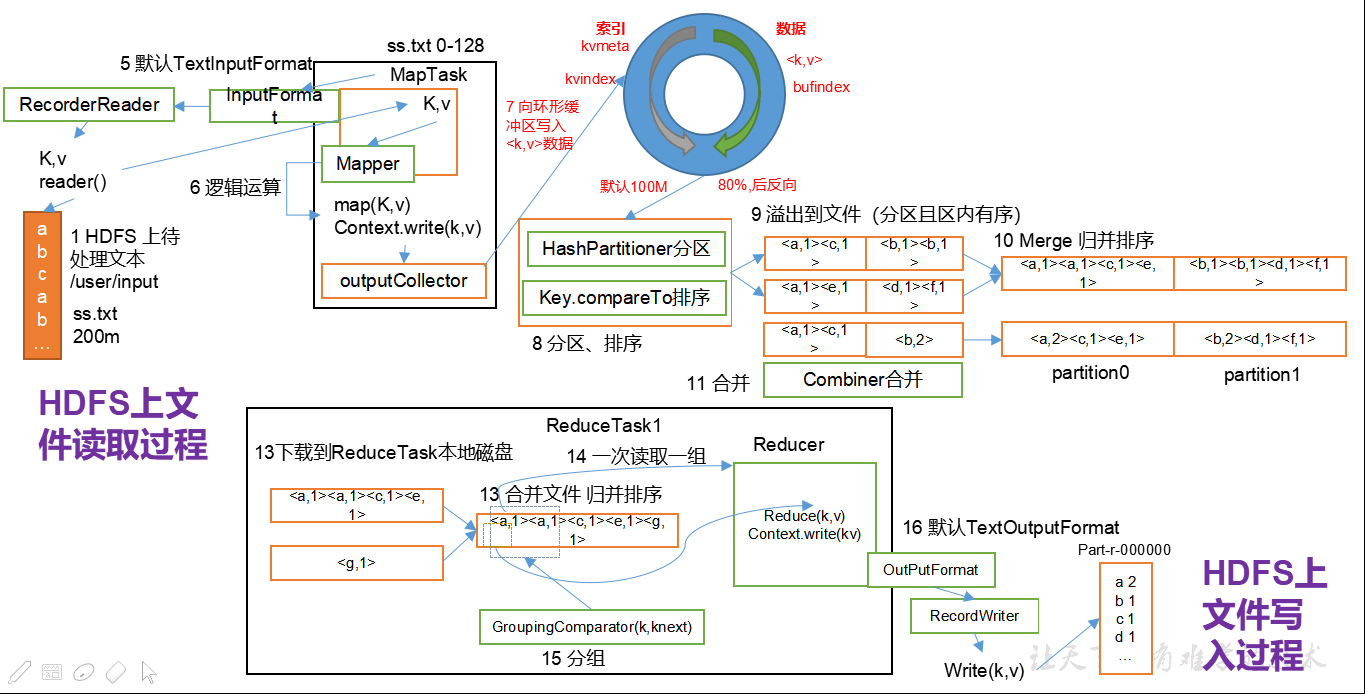 ss.txt 0-128
5 默认TextInputFormat
MapTask
RecorderReader
InputForma
t
K,v
K,v
reader()
Mapper
6 逻辑运算
map(K,v)
Context.write(k,v)
outputCollector
a
b
c
a
b
...
1 HDFS 上待
处理文本
/user/input
ss.txt
200m
索引
kvmeta
kvindex
数据
<k,v>
bufindex
7 向环形缓
冲区写入
<k,v>数据
默认100M
80%,后反向
HashPartitioner分区
Key.compareTo排序
8 分区、排序
9 溢出到文件（分区且区内有序）
<a,1><c,1
>
<b,1><b,1
>
<a,1><e,1
>
<d,1><f,1
>
<a,1><c,1
>
<b,2>
11 合并
Combiner合并
10 Merge 归并排序
<a,1><a,1><c,1><e,
1>
<b,1><b,1><d,1><f,1
>
<a,2><c,1><e,1>
<b,2><d,1><f,1>
partition0
partition1
HDFS上文
件读取过程
ReduceTask1
13下载到ReduceTask本地磁盘
<a,1><a,1><c,1><e,
1>
<g,1>
13 合并文件 归并排序
<a,1><a,1><c,1><e,1><g,
1>
14 一次读取一组
Reducer
Reduce(k,v)
Context.write(kv)
GroupingComparator(k,knext)
15 分组
16 默认TextOutputFormat
OutPutFormat
RecordWriter
Write(k,v)
Part-r-000000
a 2
b 1
c 1
d 1
...
HDFS上
文件写
入过程
让天 有难 术